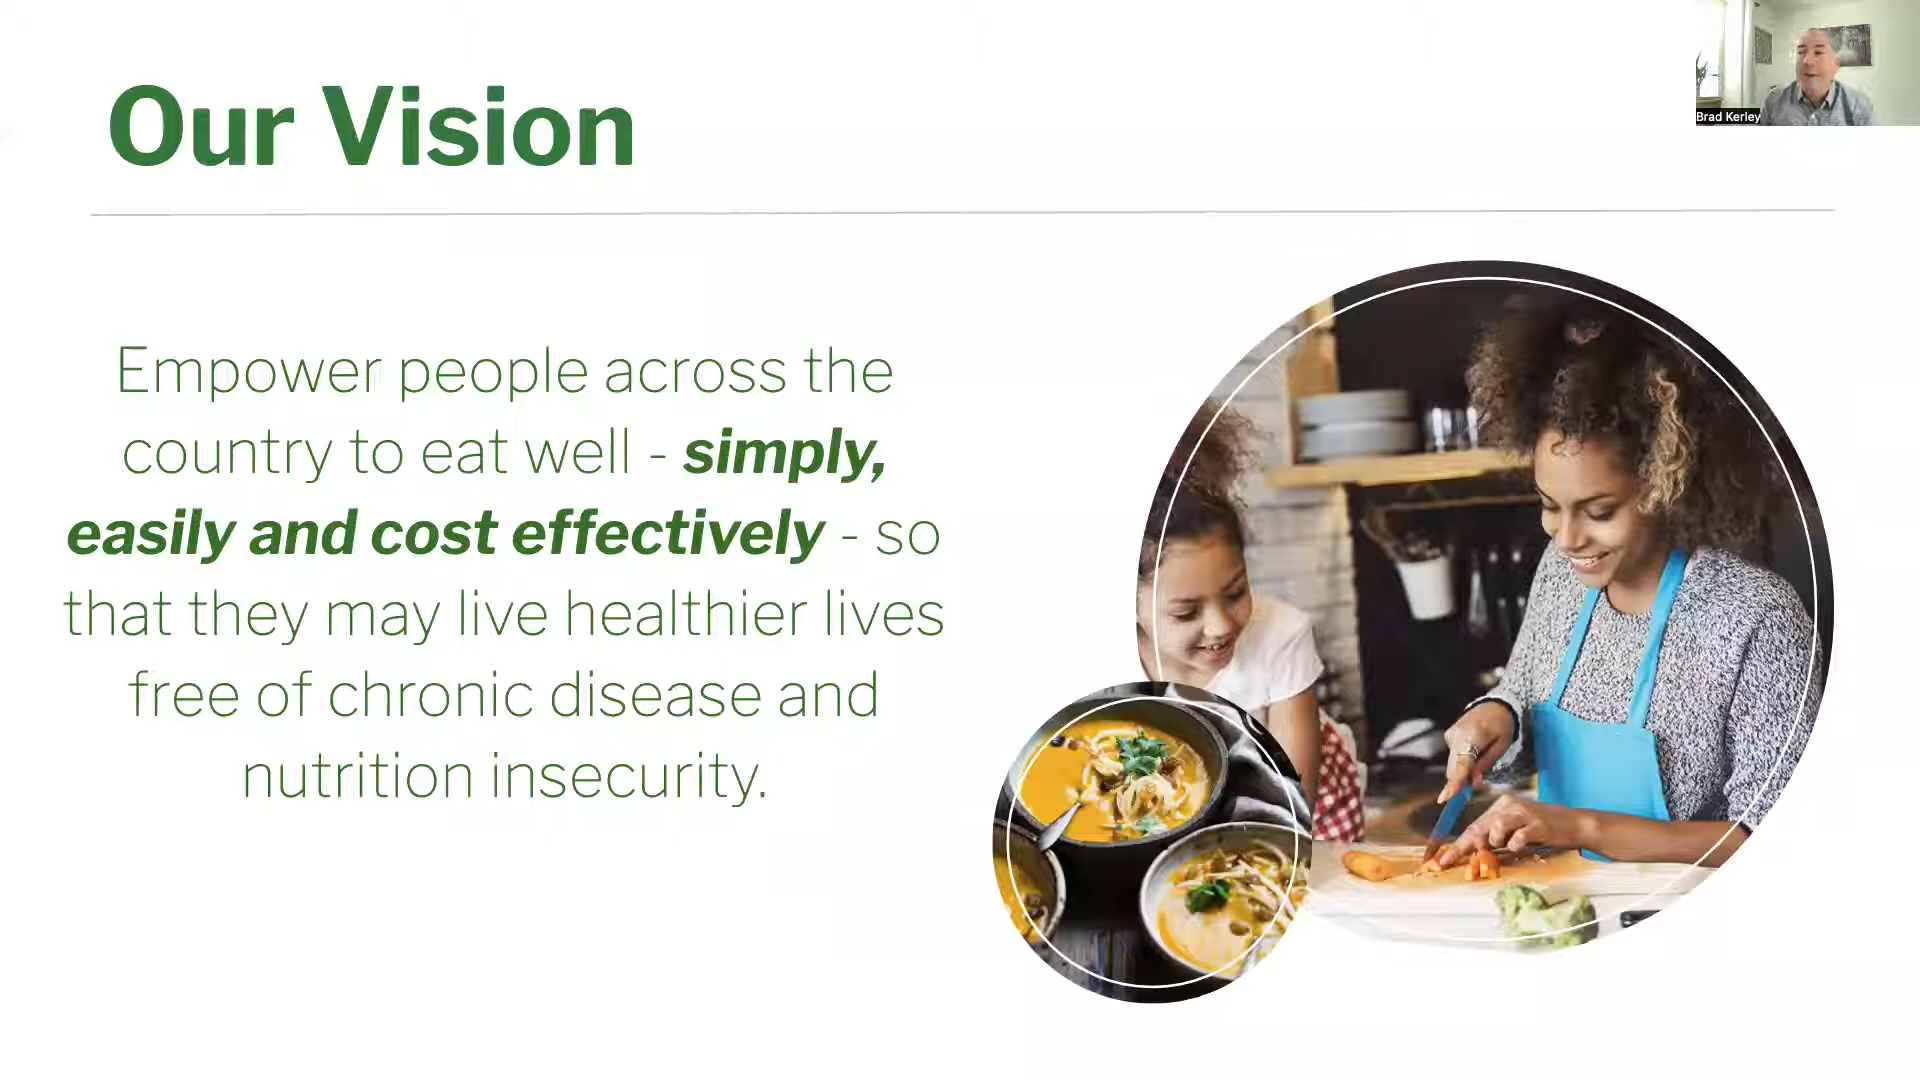 Our Vision
Brad Kerley
Empower people across the
country to eat well - simply,
easily and cost effectively - so
that they may live healthier lives
free of chronic disease and
nutrition insecurity.